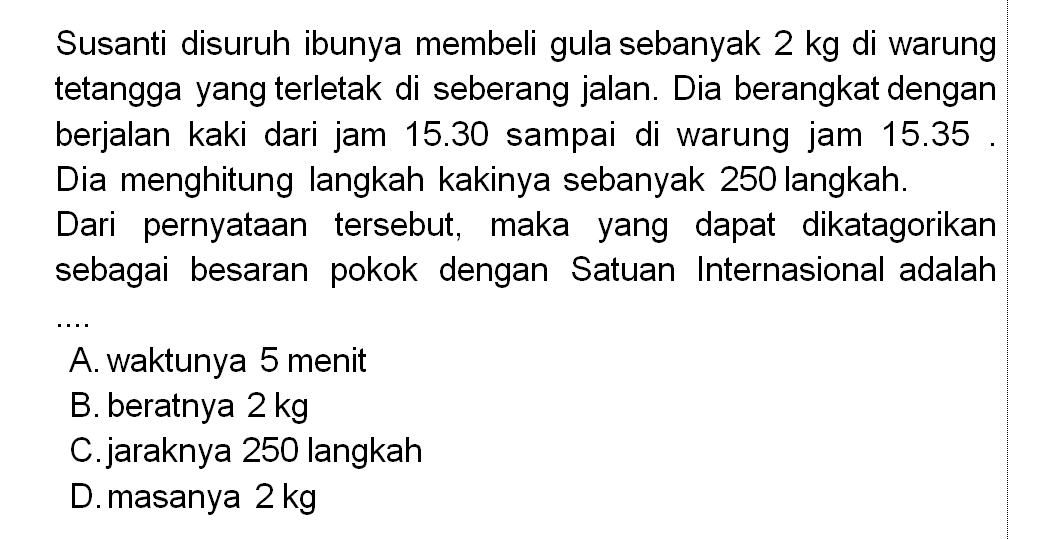 Susanti disuruh ibunya membeli gula sebanyak 2 kg di warung
tetangga yang terletak di seberang jalan. Dia berangkat dengan
berjalan kaki dari jam 15.30 sampai di warung jam 15.35 .
Dia menghitung langkah kakinya sebanyak 250 langkah.
Dari pernyataan tersebut, maka yang dapat dikatagorikan
sebagai besaran pokok dengan Satuan Internasional adalah
....
A. waktunya 5 menit
B. beratnya 2 kg
C. jaraknya 250 langkah
D. masanya 2 kg